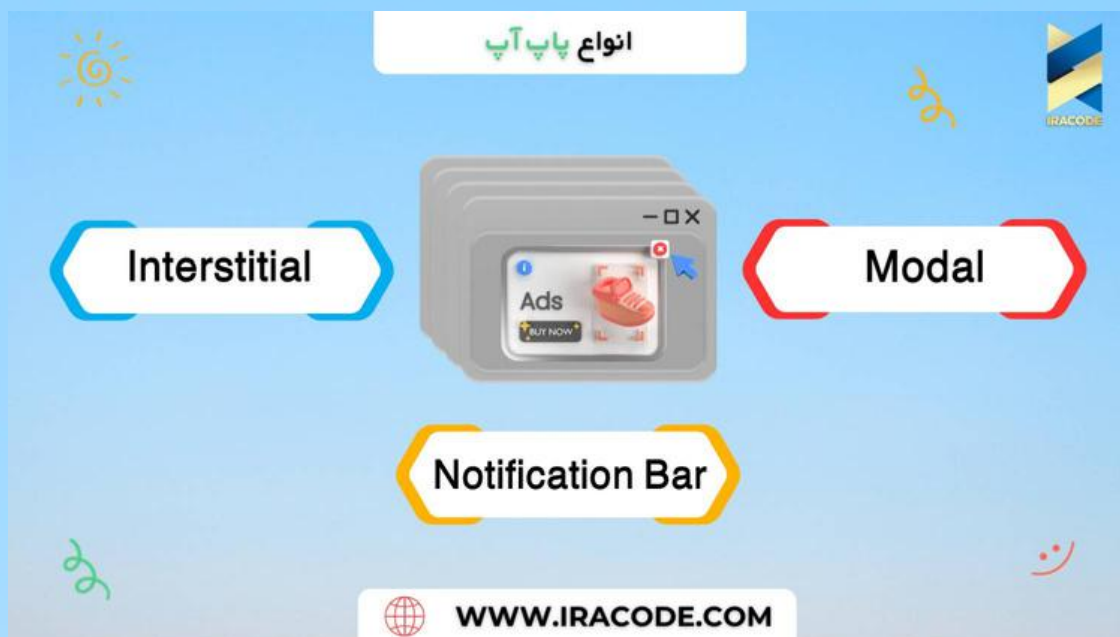 انواع پاپ آپ
IRACODE
Interstitial
Modal
Ads
BUY NOW
Notification Bar
WWW.IRACODE.COM